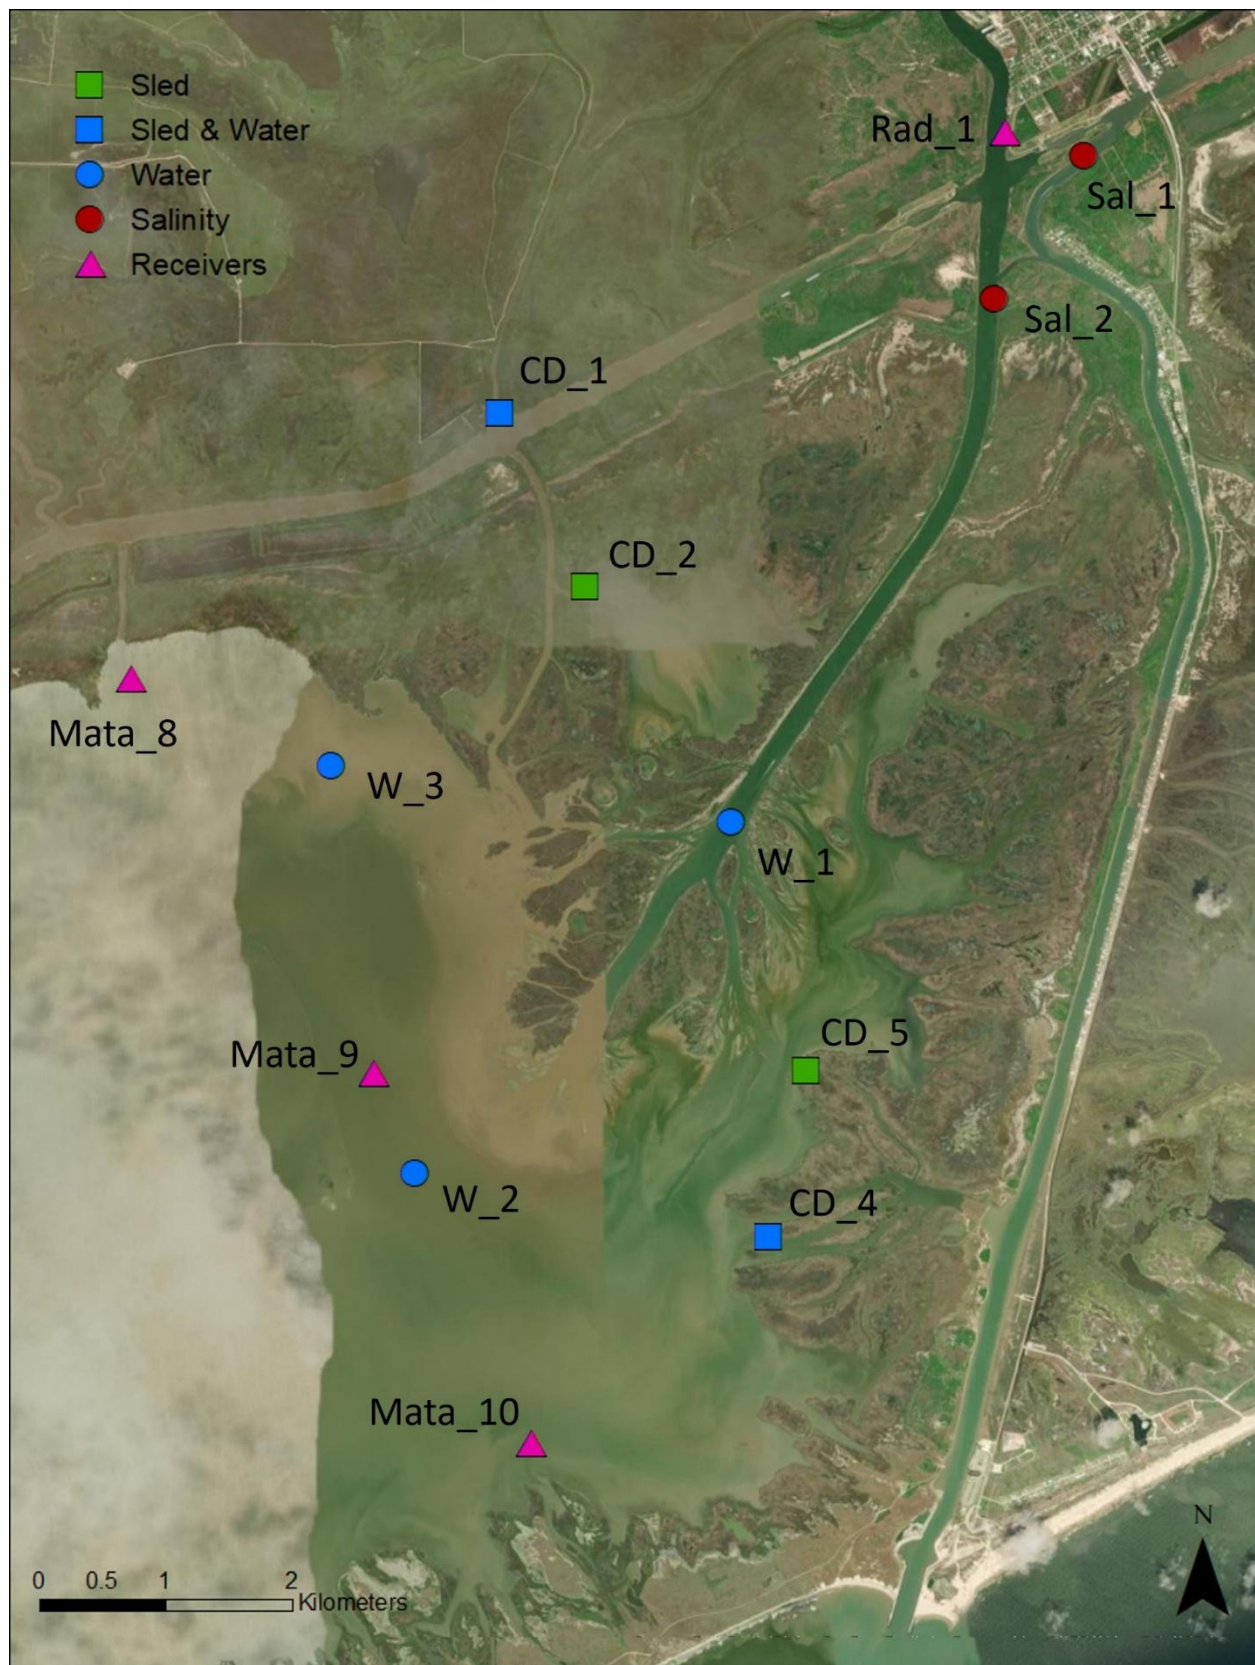 Sled
Sled & Water
Water
Salinity
Receivers
Rad_1
Sal_1
Sal_2
CD_1
CD_2
Mata_8
W_3
W_1
CD_5
Mata_9
W_2
CD_4
Mata_10
N
0 0.5 1 2
Kilometers